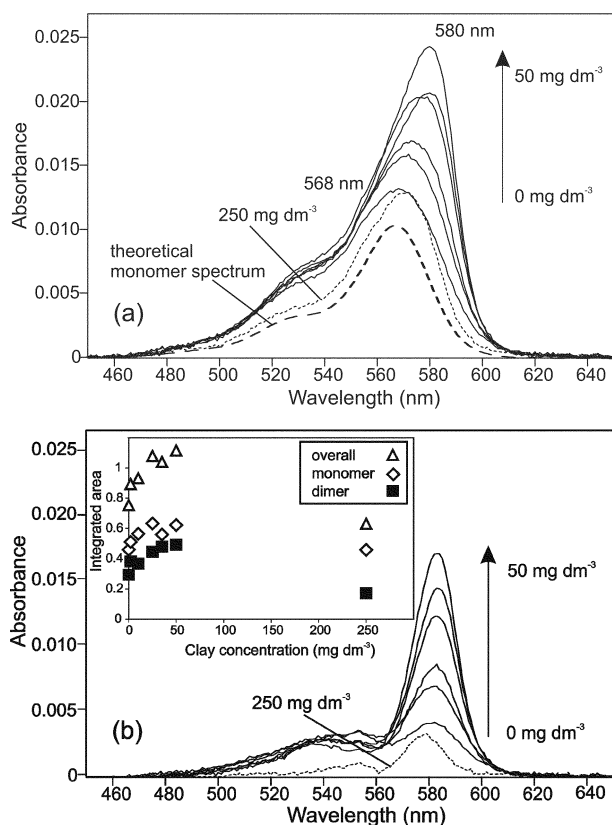 0.025
0.020
0.015
0.010
0.005
0
Absorbance
580 nm
50 mg dm-3
568 nm
0 mg dm-3
250 mg dm-3
theoretical
monomer spectrum
(a)
460 480 500 520 540 560 580 600 620 640
Wavelength (nm)
0.025
0.020
0.015
0.010
0.005
0
Absorbance
1
0.8
0.6
0.4
0.2
0
Integrated area
overall
monomer
dimer
0 50 100 150 200 250
Clay concentration (mg dm-3)
50 mg dm-3
250 mg dm-3
0 mg dm-3
(b)
460 480 500 520 540 560 580 600 620 640
Wavelength (nm)